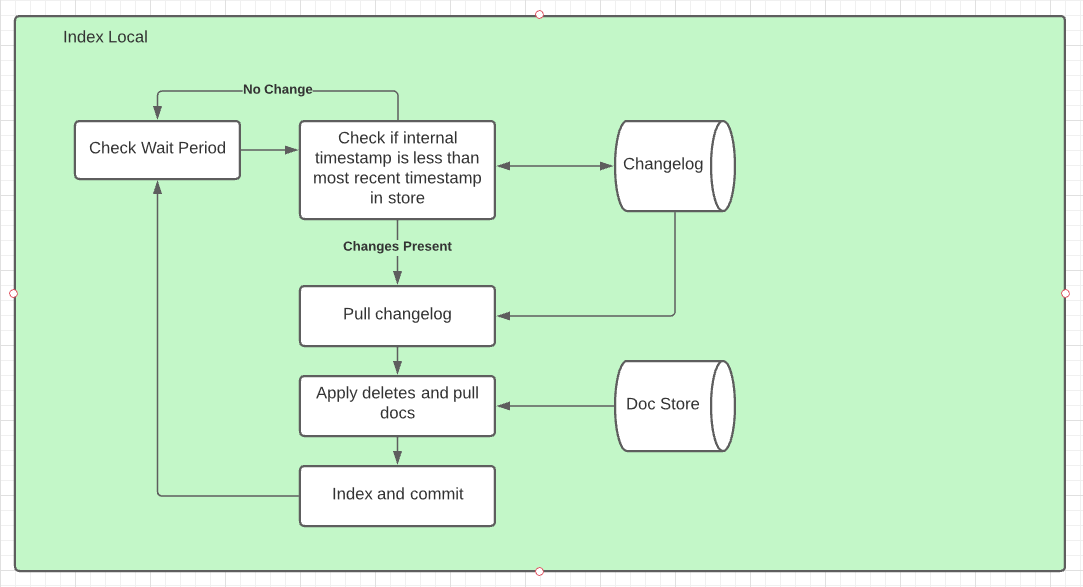 Index Local
No Change
Check Wait Period
Check if internal
timestamp is less than
most recent timestamp
in store
Changelog
Changes Present
Pull changelog
Apply deletes and pull
docs
Doc Store
Index and commit